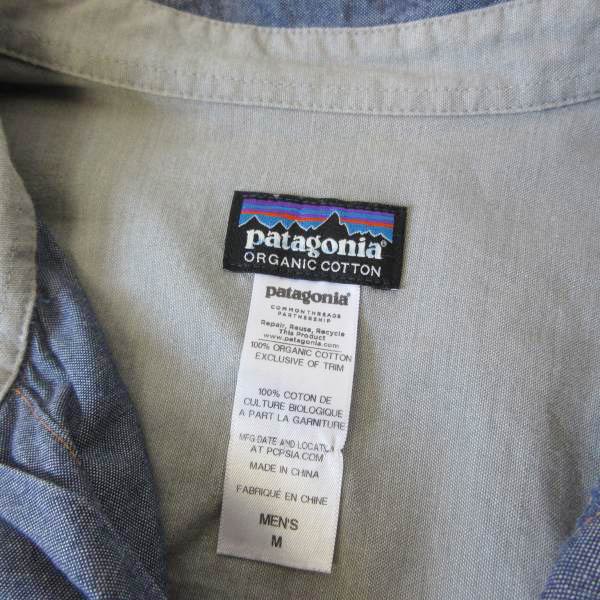 patagonia®
ORGANIC COTTON
patagonia®
COMMON THREADS
PARTNERSHIP
Repair, Reuse, Recycle
This Product
www.patagonia.com
100% ORGANIC COTTON
EXCLUSIVE OF TRIM
100% COTON DE
CULTURE BIOLOGIQUE
A PART LA GARNITURE
MFG DATE AND LOCATION
AT PCPSIA.COM
MADE IN CHINA
FABRIQUÉ EN CHINE
MEN'S
M